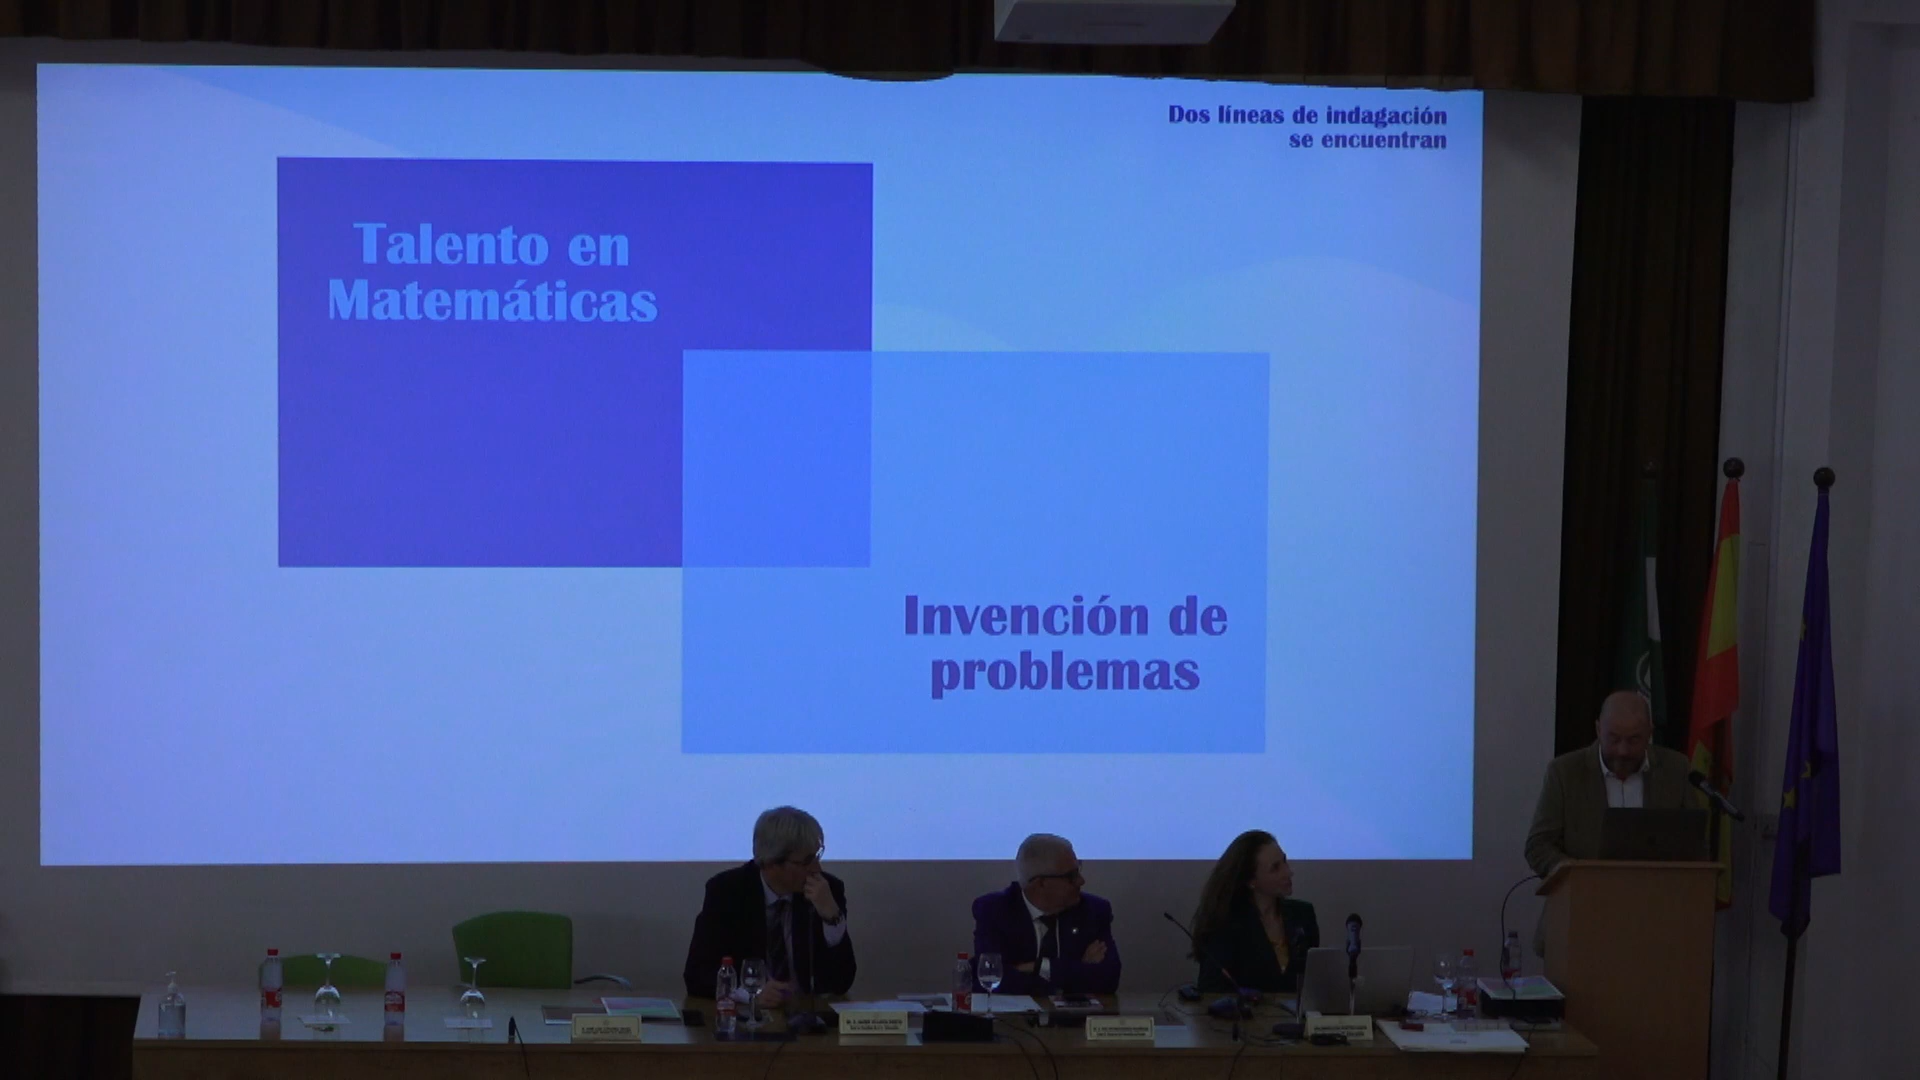 Dos líneas de indagación
se encuentran
Talento en
Matemáticas
Invención de
problemas